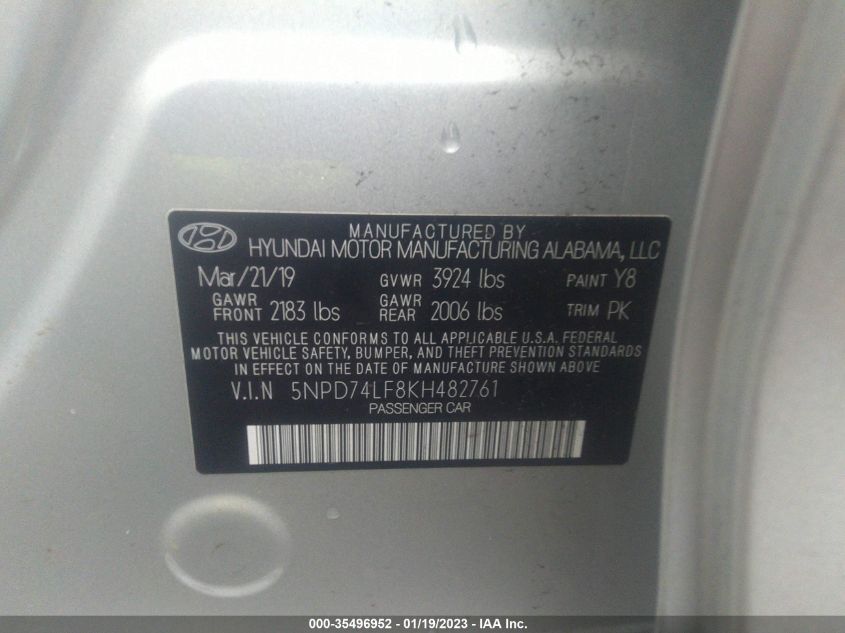 MANUFACTURED BY
HYUNDAI MOTOR MANUFACTURING ALABAMA, LLC
Mar/21/19 GVWR 3924 lbs PAINT Y8
GAWR FRONT 2183 lbs GAWR REAR 2006 lbs TRIM PK
THIS VEHICLE CONFORMS TO ALL APPLICABLE U.S.A. FEDERAL
MOTOR VEHICLE SAFETY, BUMPER, AND THEFT PREVENTION STANDARDS
IN EFFECT ON THE DATE OF MANUFACTURE SHOWN ABOVE
V.I.N 5NPD74LF8KH482761
PASSENGER CAR
000-35496952 - 01/19/2023 - IAA Inc.